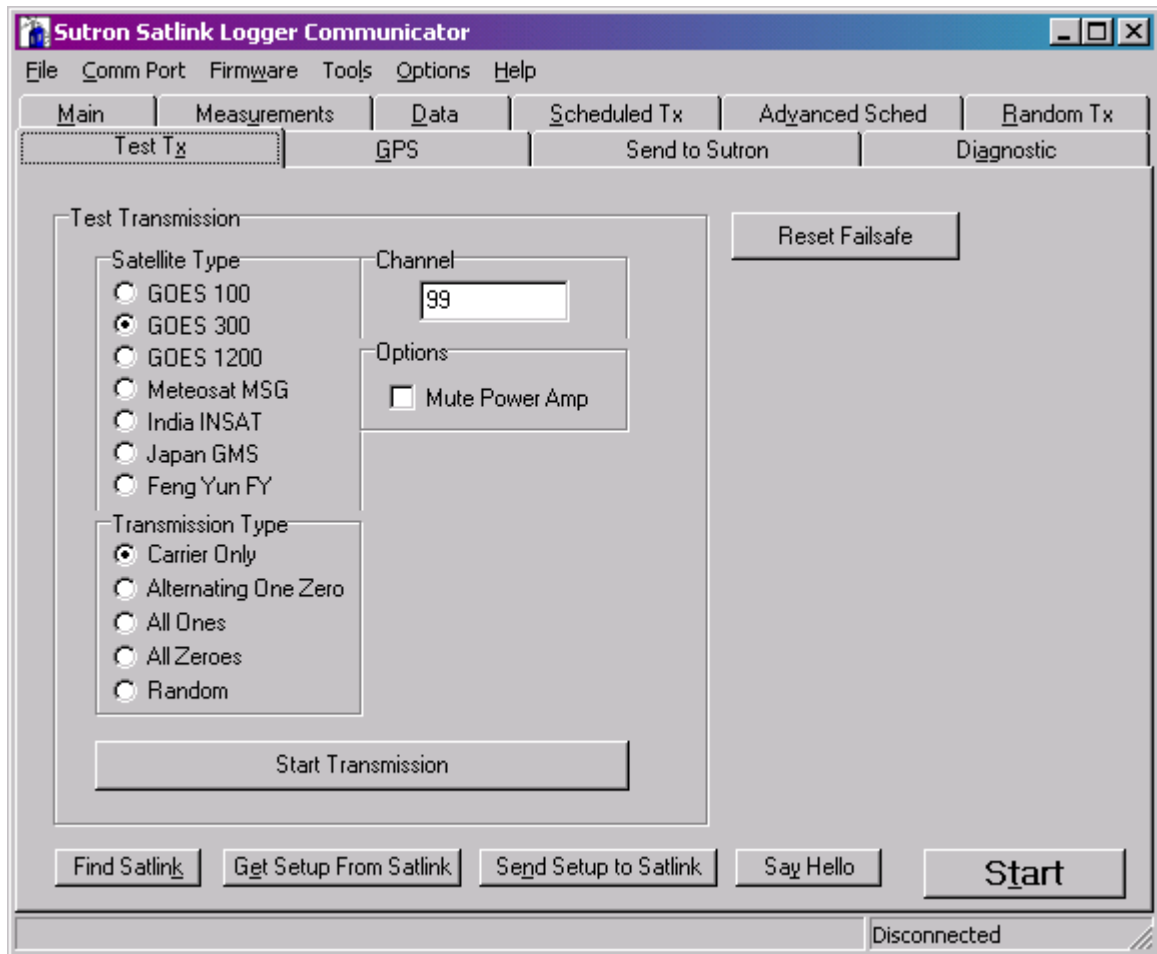 Sutron Satlink Logger Communicator
File Comm Port Firmware Tools Options Help
Main Measurements Data Scheduled Tx Advanced Sched Random Tx
Test Tx GPS Send to Sutron Diagnostic
Test Transmission
Reset Failsafe
Satellite Type
GOES 100
GOES 300
GOES 1200
Meteosat MSG
India INSAT
Japan GMS
Feng Yun FY
Channel
99
Options
Mute Power Amp
Transmission Type
Carrier Only
Alternating One Zero
All Ones
All Zeroes
Random
Start Transmission
Find Satlink Get Setup From Satlink Send Setup to Satlink Say Hello Start
Disconnected